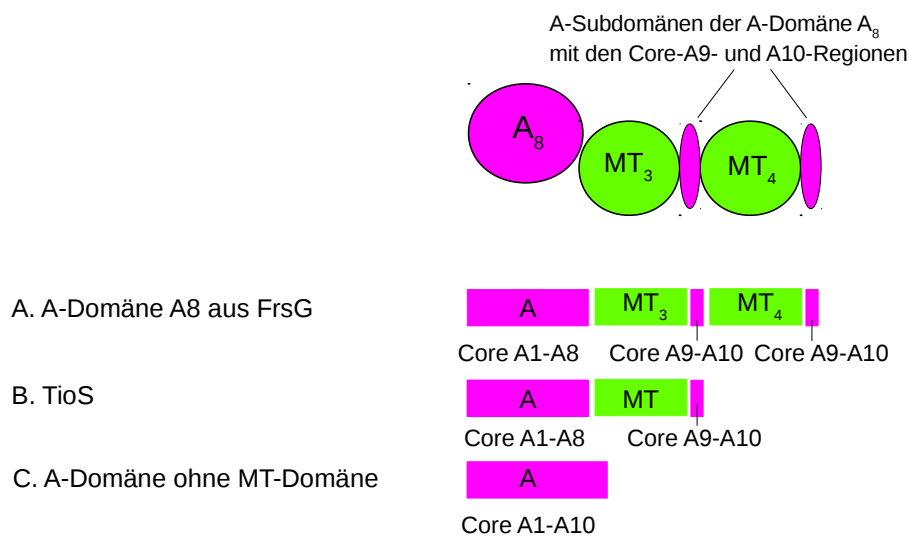 A-Subdomänen der A-Domäne A8
mit den Core-A9- und A10-Regionen
A8
MT3
MT4
A. A-Domäne A8 aus FrsG
A
MT3
MT4
Core A1-A8
Core A9-A10
Core A9-A10
B. TioS
A
MT
Core A1-A8
Core A9-A10
C. A-Domäne ohne MT-Domäne
A
Core A1-A10